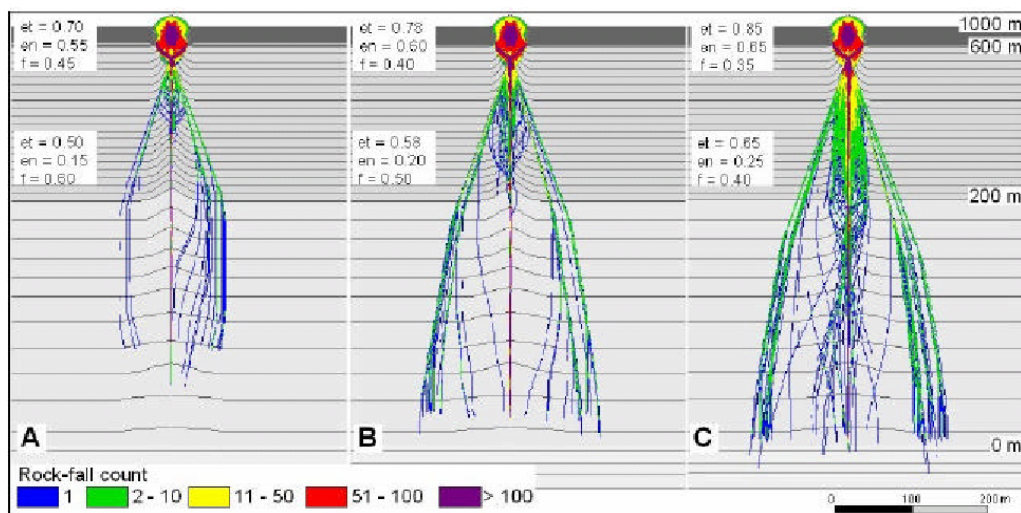 et = 0.70
en = 0.55
f = 0.45
et = 0.50
en = 0.15
f = 0.60
A
et = 0.78
en = 0.60
f = 0.40
et = 0.58
en = 0.20
f = 0.50
B
et = 0.85
en = 0.65
f = 0.35
et = 0.65
en = 0.25
f = 0.40
C
1000 m
600 m
200 m
0 m
Rock-fall count
1 2 - 10 11 - 50 51 - 100 > 100
0 100 200 m